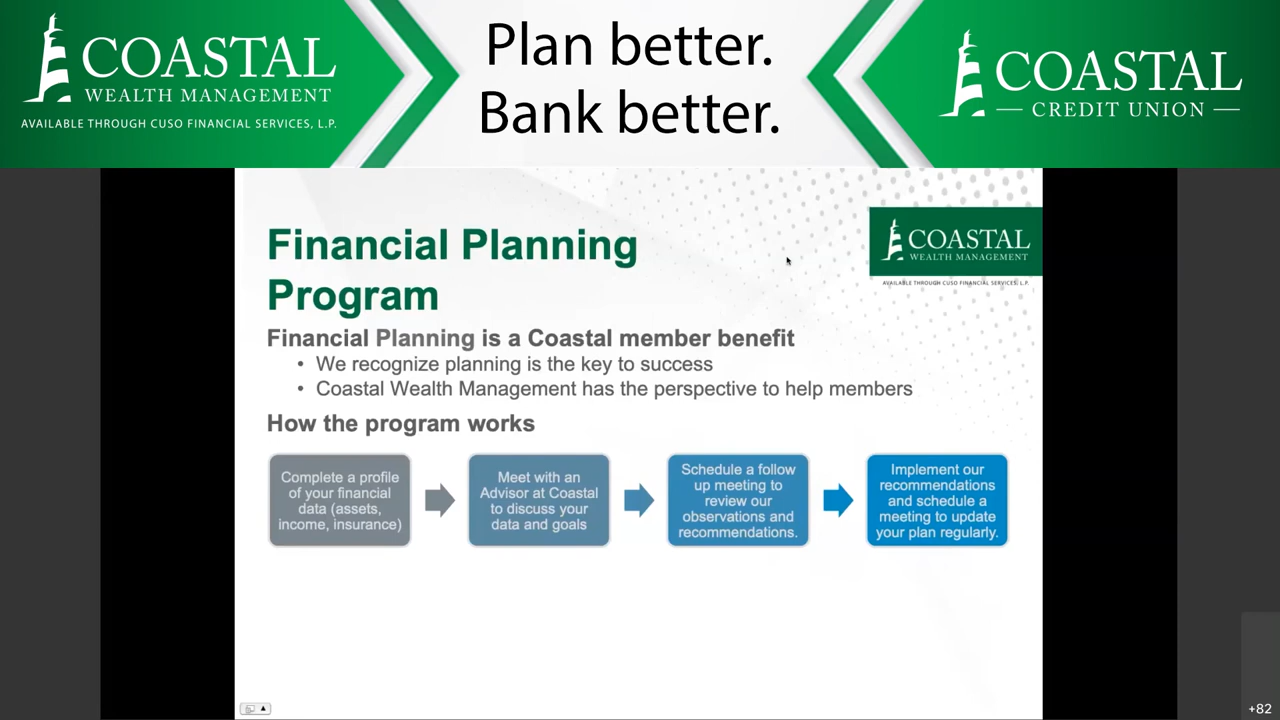 COASTAL
WEALTH MANAGEMENT
AVAILABLE THROUGH CUSO FINANCIAL SERVICES, L.P.
Plan better.
Bank better.
COASTAL
CREDIT UNION
Financial Planning
Program
COASTAL
WEALTH MANAGEMENT
AVAILABLE THROUGH CUSO FINANCIAL SERVICES, L.P.
Financial Planning is a Coastal member benefit
• We recognize planning is the key to success
• Coastal Wealth Management has the perspective to help members
How the program works
Complete a profile
of your financial
data (assets,
income, insurance)
Meet with an
Advisor at Coastal
to discuss your
data and goals
Schedule a follow
up meeting to
review our
observations and
recommendations.
Implement our
recommendations
and schedule a
meeting to update
your plan regularly.
+82